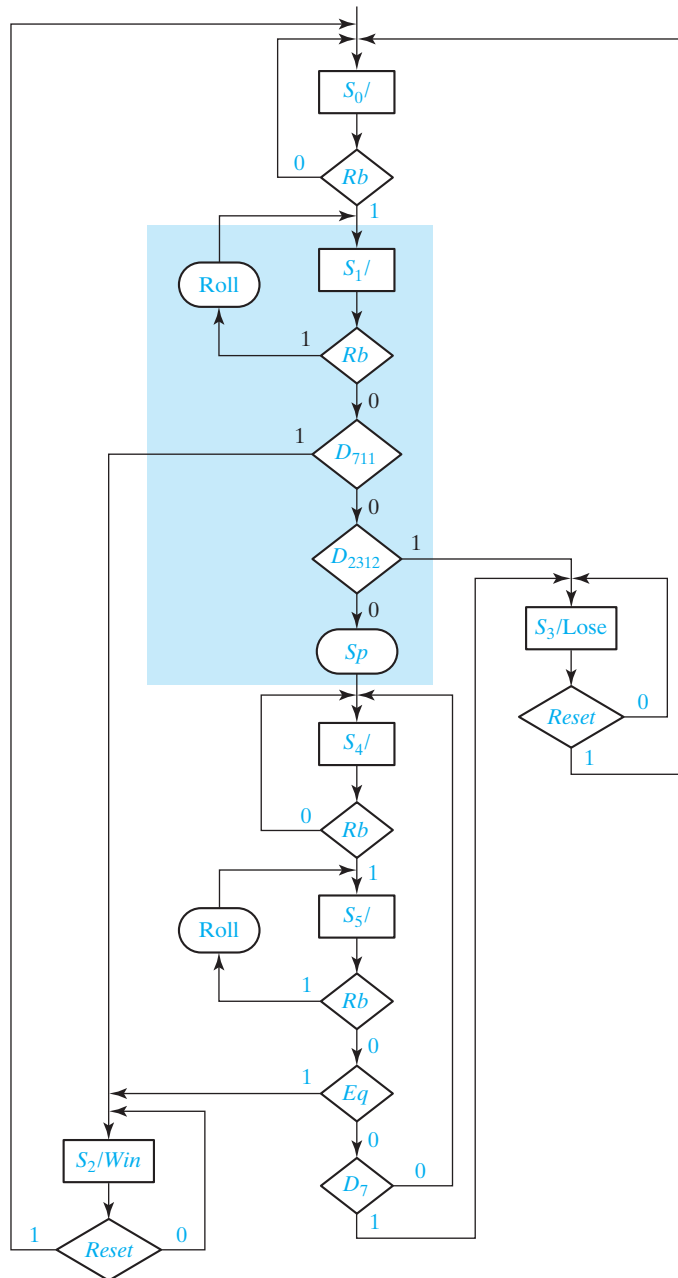 S₀/
0
Rb
1
S₁/
Roll
1
Rb
0
1
D₇₁₁
0
D₂₃₁₂
1
0
S₃/Lose
Sp
Reset
0
S₄/
1
0
Rb
1
S₅/
Roll
1
Rb
0
1
Eq
0
S₂/Win
D₇
0
1
1
Reset
0